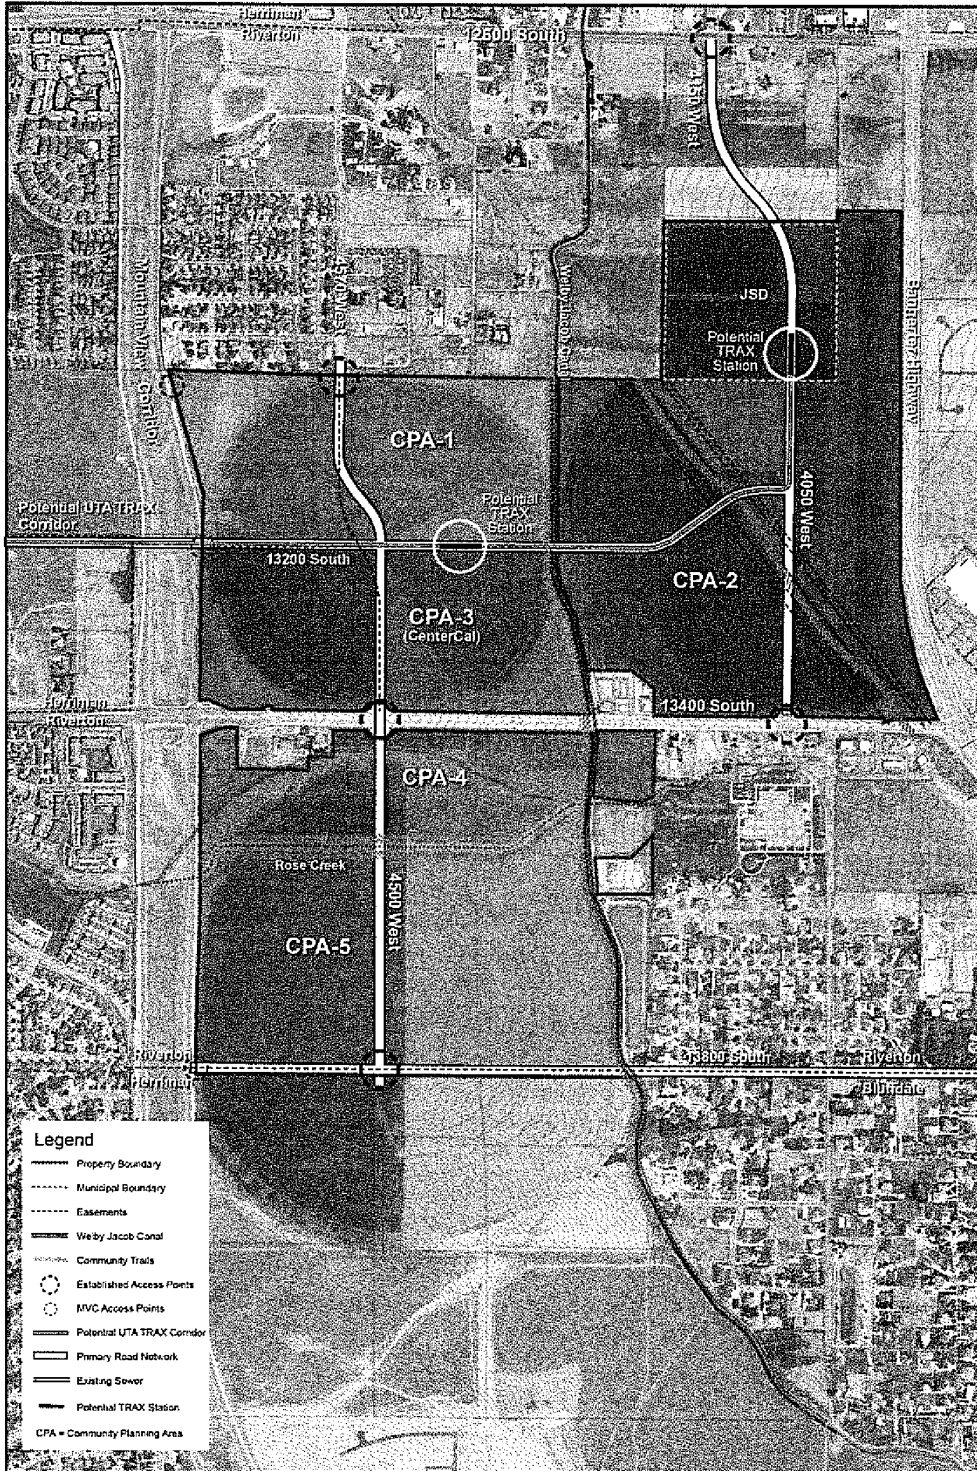 Herriman
Riverton
12600 South
4150 West
Mountain View Corridor
4570 West
Welby Jacob Canal
JSD
Potential
TRAX
Station
Bangerter Highway
CPA-1
Potential UTA TRAX
Corridor
Potential
TRAX
Station
4050 West
13200 South
CPA-2
CPA-3
(CenterCal)
Herriman
Riverton
13400 South
CPA-4
Rose Creek
4500 West
CPA-5
Riverton
Herriman
13800 South
Riverton
Bluffdale
Legend
Property Boundary
Municipal Boundary
Easements
Welby Jacob Canal
Community Trails
Established Access Points
MVC Access Points
Potential UTA TRAX Corridor
Primary Road Network
Existing Sewer
Potential TRAX Station
CPA = Community Planning Area